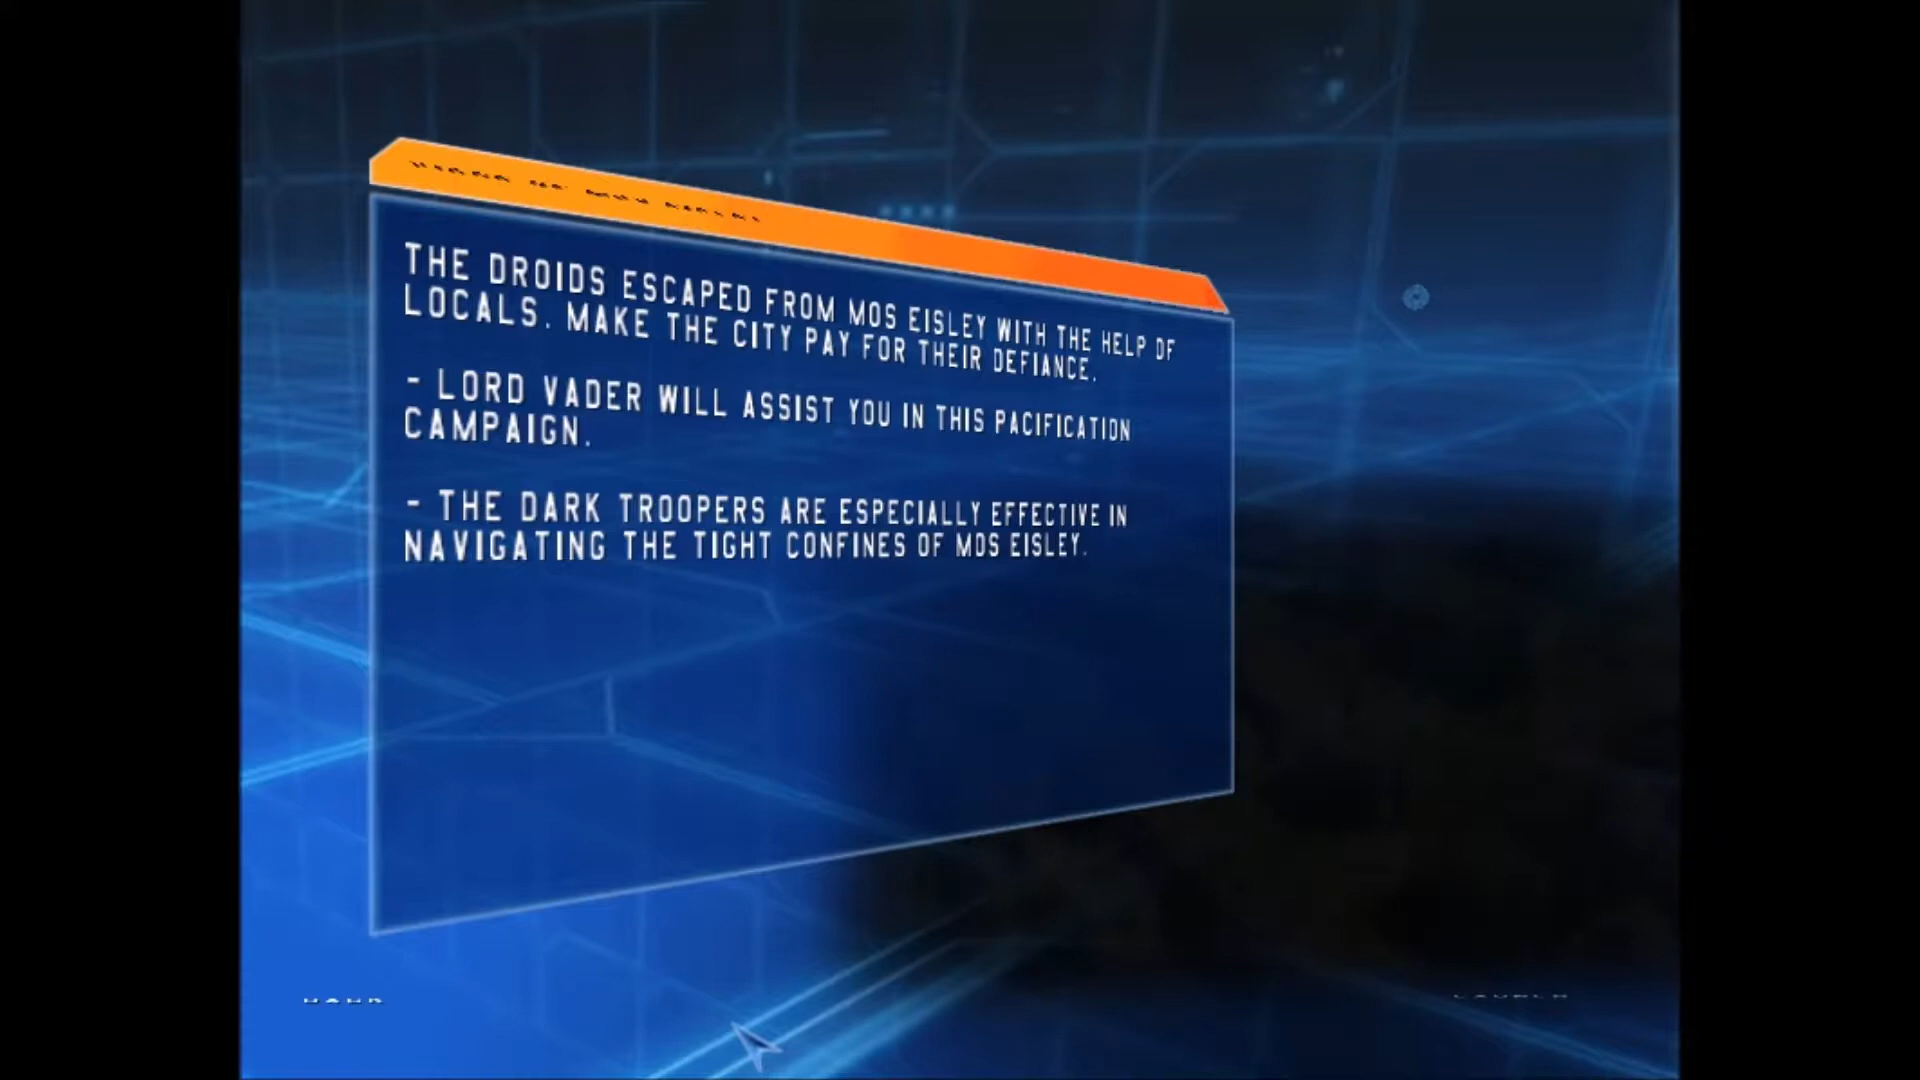 THE DROIDS ESCAPED FROM MOS EISLEY WITH THE HELP OF
LOCALS. MAKE THE CITY PAY FOR THEIR DEFIANCE.
- LORD VADER WILL ASSIST YOU IN THIS PACIFICATION
CAMPAIGN.
- THE DARK TROOPERS ARE ESPECIALLY EFFECTIVE IN
NAVIGATING THE TIGHT CONFINES OF MOS EISLEY.